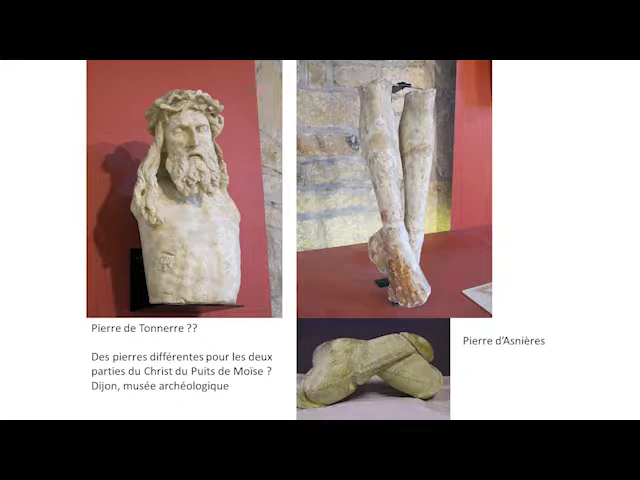 Pierre de Tonnerre ??
Des pierres différentes pour les deux
parties du Christ du Puits de Moïse ?
Dijon, musée archéologique
Pierre d'Asnières